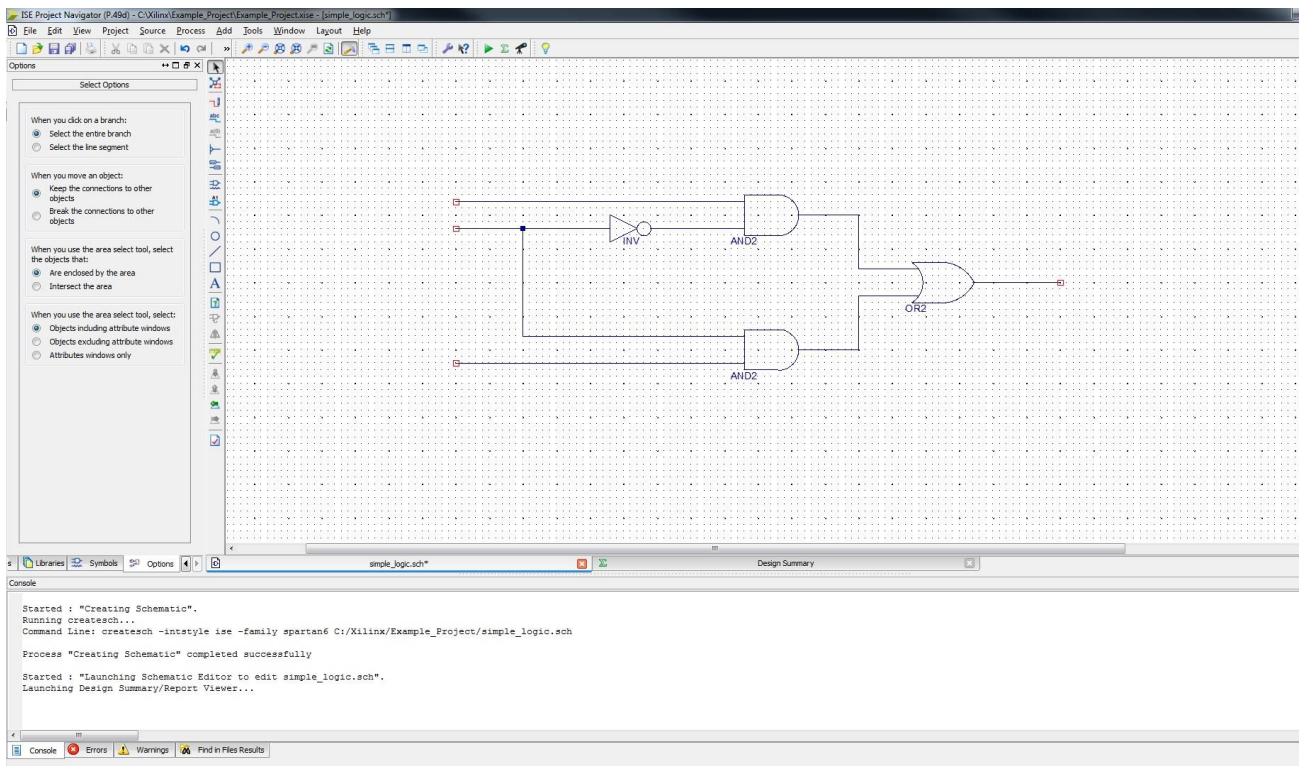 ISE Project Navigator (P.49d) - C:\Xilinx\Example_Project\Example_Project.xise - [simple_logic.sch*]
File Edit View Project Source Process Add Tools Window Layout Help
Options
Select Options
When you click on a branch:
Select the entire branch
Select the line segment
When you move an object:
Keep the connections to other
objects
Break the connections to other
objects
When you use the area select tool, select
the objects that:
Are enclosed by the area
Intersect the area
When you use the area select tool, select:
Objects including attribute windows
Objects excluding attribute windows
Attributes windows only
INV
AND2
OR2
AND2
s Libraries Symbols Options
simple_logic.sch*
Design Summary
Console
Started : "Creating Schematic".
Running createsch...
Command Line: createsch -intstyle ise -family spartan6 C:/Xilinx/Example_Project/simple_logic.sch
Process "Creating Schematic" completed successfully
Started : "Launching Schematic Editor to edit simple_logic.sch".
Launching Design Summary/Report Viewer...
Console Errors Warnings Find in Files Results